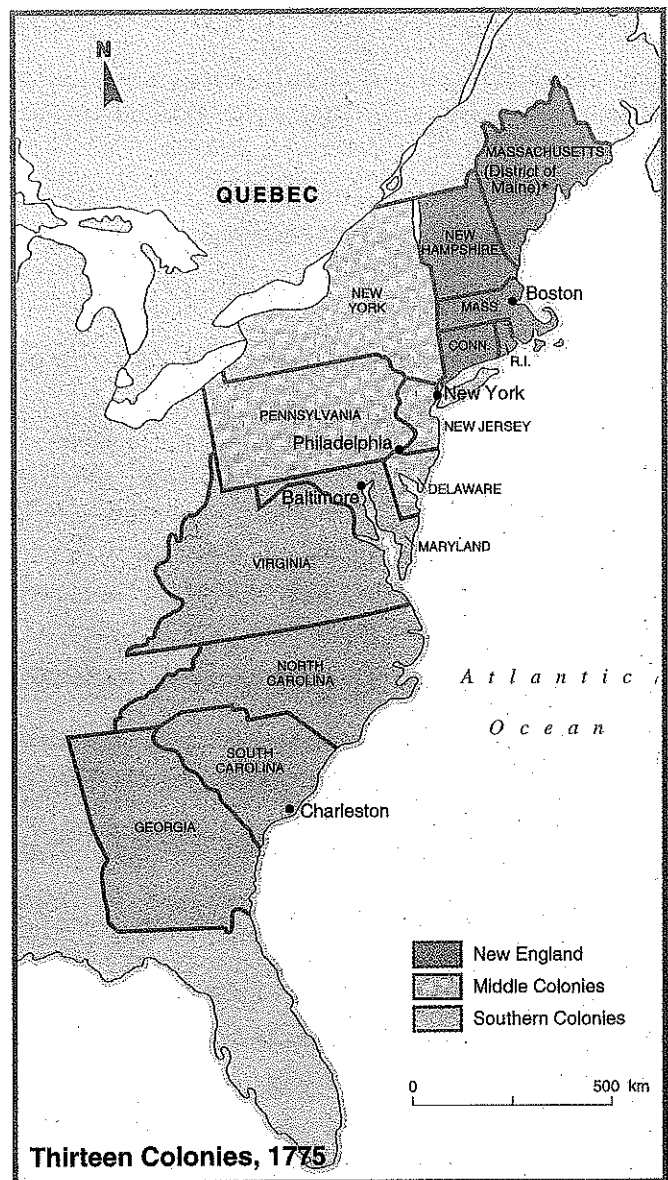 N
QUEBEC
MASSACHUSETTS
(District of
Maine)*
NEW
HAMPSHIRE
NEW
YORK
MASS
Boston
CONN.
R.I.
New York
PENNSYLVANIA
NEW JERSEY
Philadelphia
Baltimore
DELAWARE
MARYLAND
VIRGINIA
NORTH
CAROLINA
Atlantic
Ocean
SOUTH
CAROLINA
Charleston
GEORGIA
New England
Middle Colonies
Southern Colonies
0 500 km
Thirteen Colonies, 1775